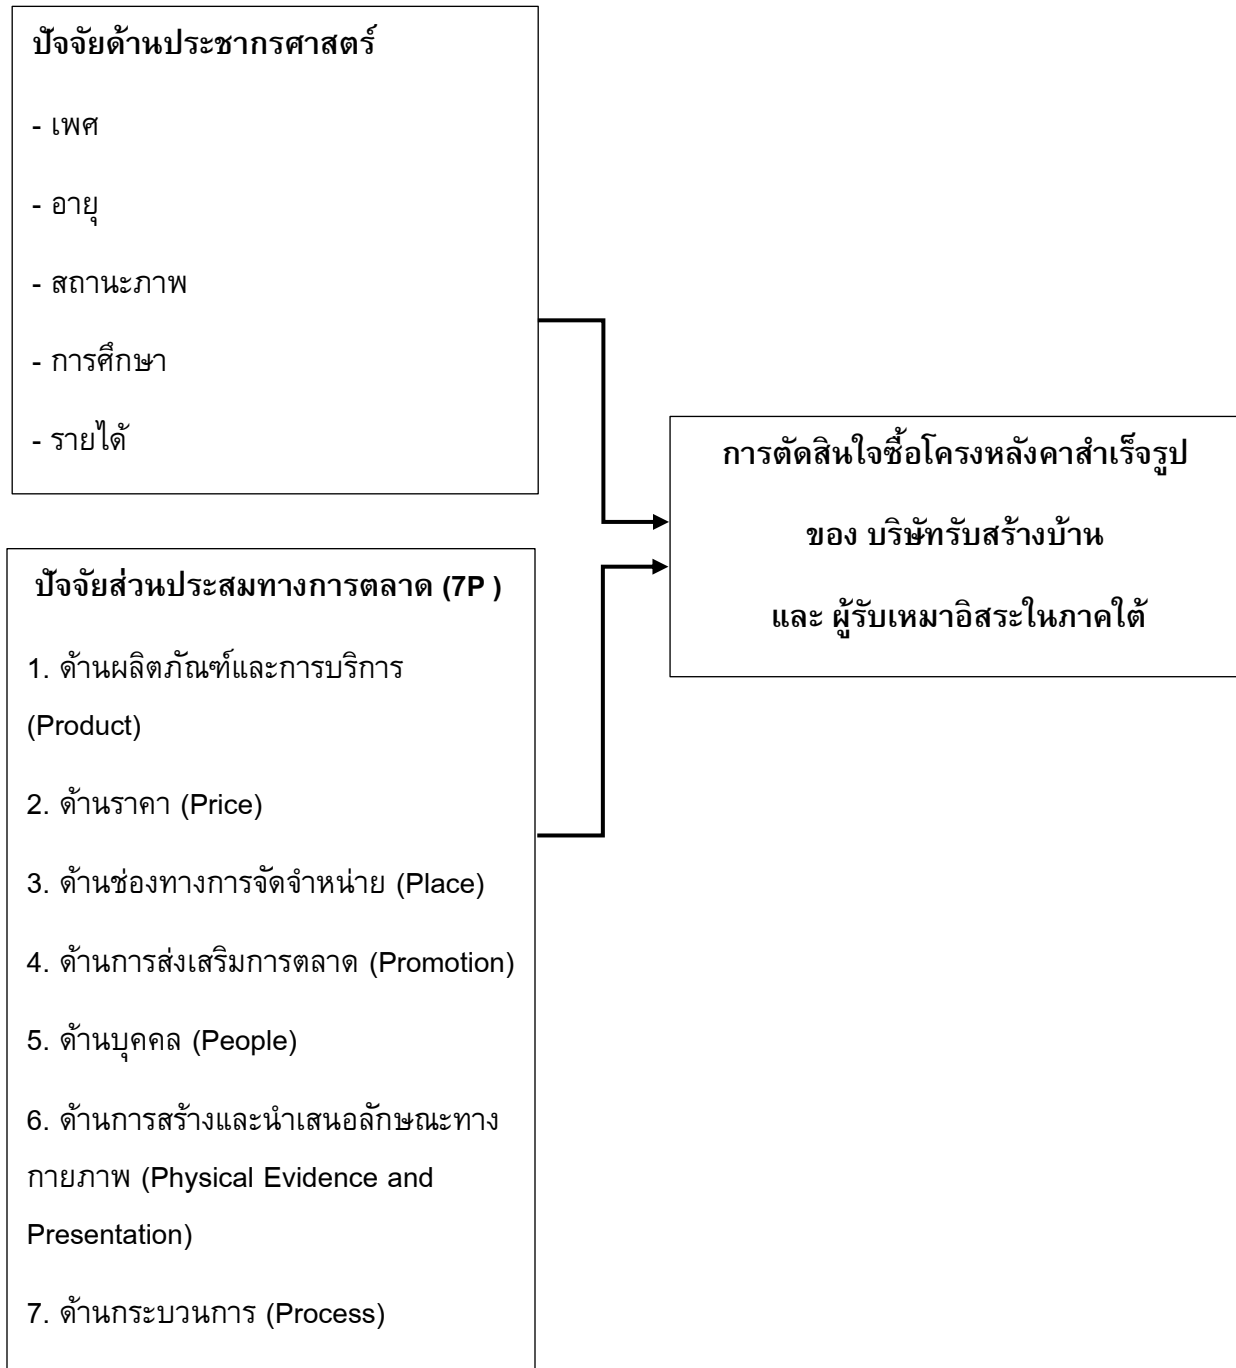 ปัจจัยด้านประชากรศาสตร์
- เพศ
- อายุ
- สถานะภาพ
- การศึกษา
- รายได้
ปัจจัยส่วนประสมทางการตลาด (7P )
1. ด้านผลิตภัณฑ์และการบริการ
(Product)
2. ด้านราคา (Price)
3. ด้านช่องทางการจัดจำหน่าย (Place)
4. ด้านการส่งเสริมการตลาด (Promotion)
5. ด้านบุคคล (People)
6. ด้านการสร้างและนำเสนอลักษณะทาง
กายภาพ (Physical Evidence and
Presentation)
7. ด้านกระบวนการ (Process)
การตัดสินใจซื้อโครงหลังคาสำเร็จรูป
ของ บริษัทรับสร้างบ้าน
และ ผู้รับเหมาอิสระในภาคใต้